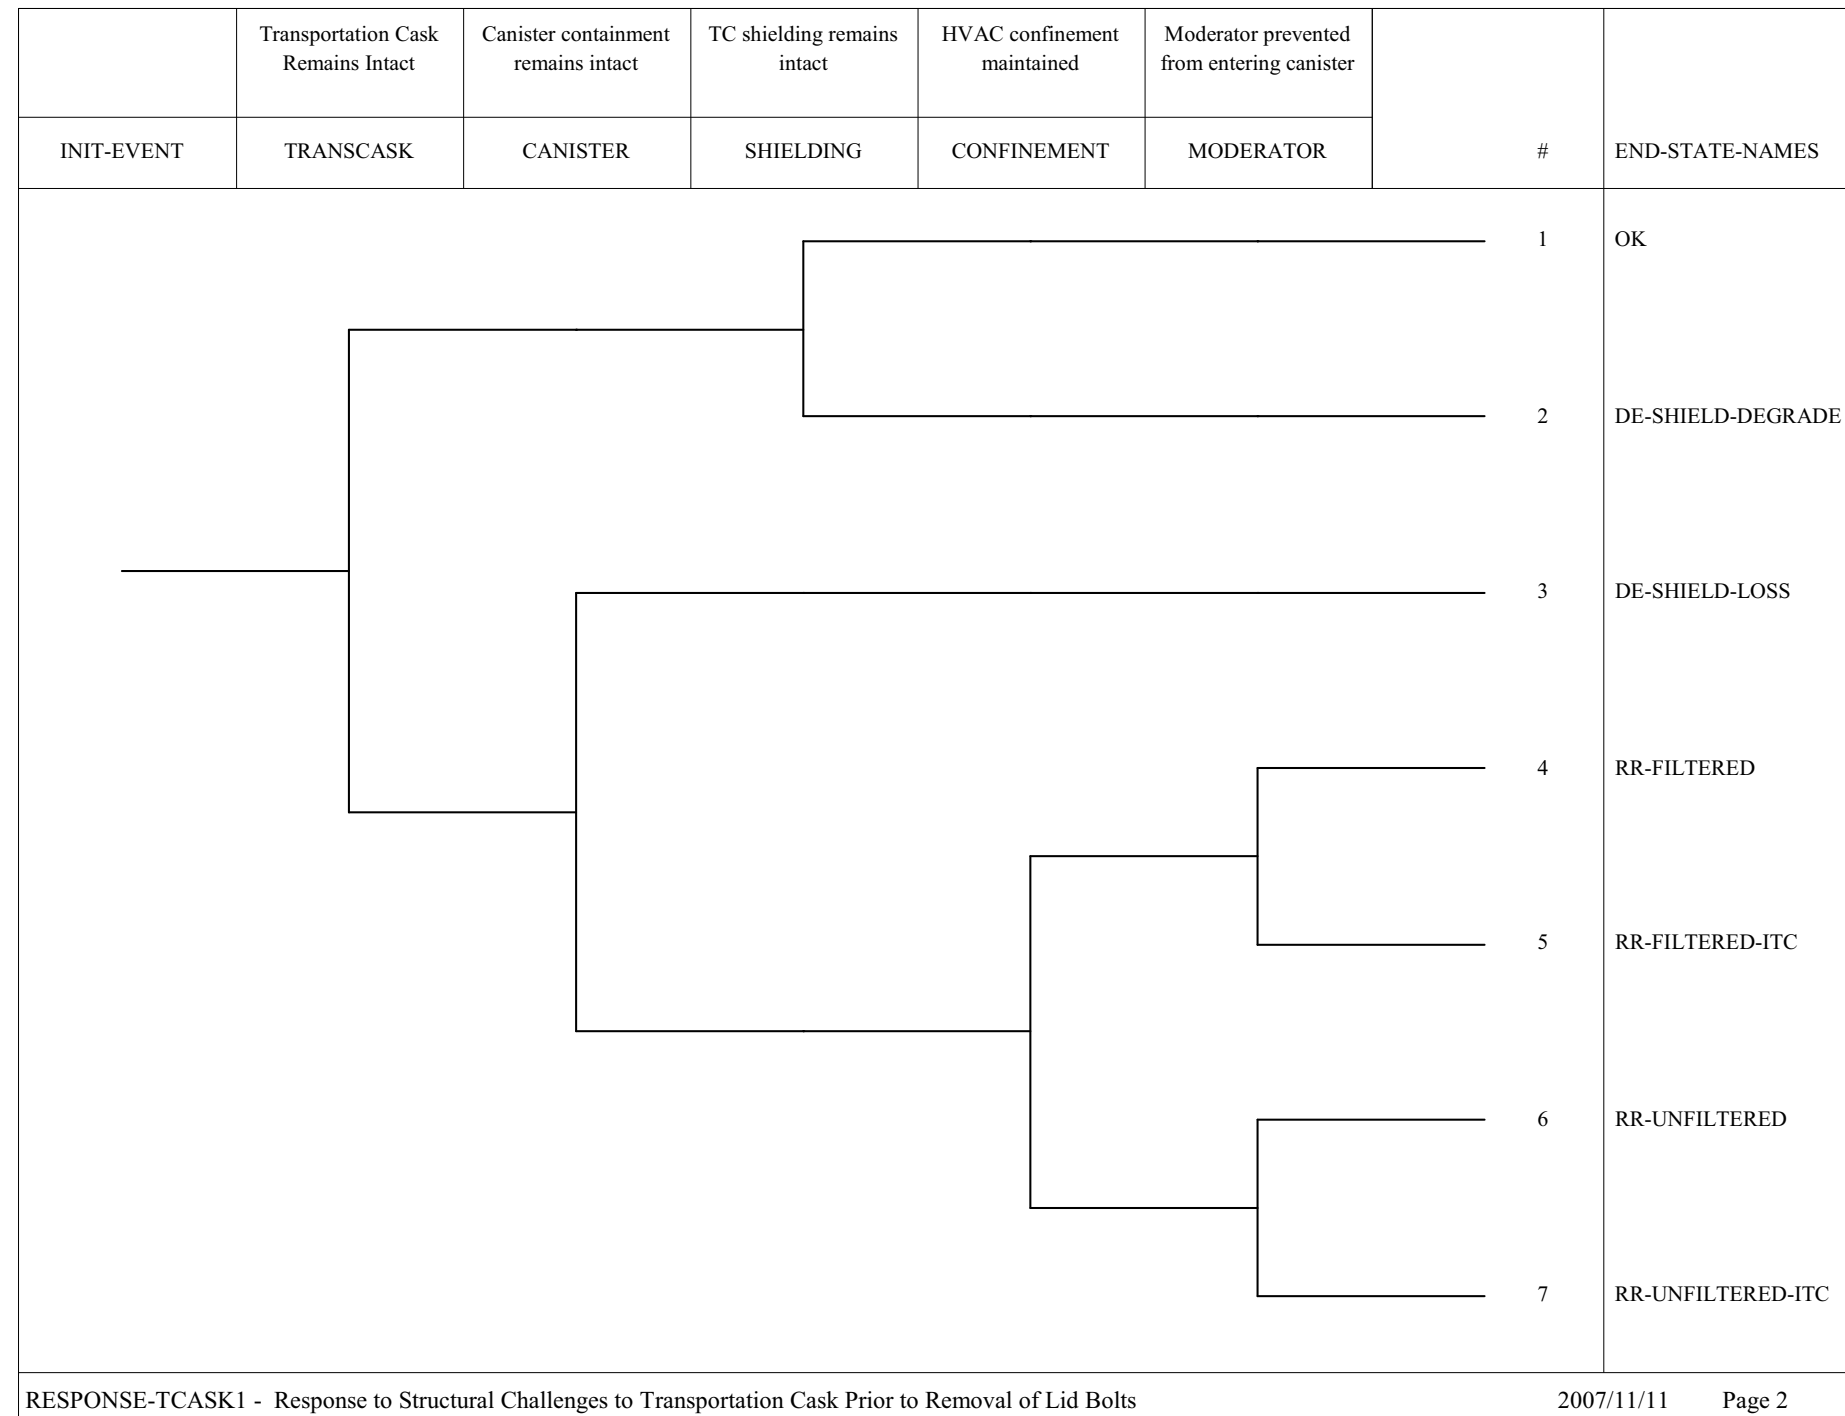 Transportation Cask
Remains Intact
Canister containment
remains intact
TC shielding remains
intact
HVAC confinement
maintained
Moderator prevented
from entering canister
INIT-EVENT
TRANSCASK
CANISTER
SHIELDING
CONFINEMENT
MODERATOR
#
END-STATE-NAMES
1 OK
2 DE-SHIELD-DEGRADE
3 DE-SHIELD-LOSS
4 RR-FILTERED
5 RR-FILTERED-ITC
6 RR-UNFILTERED
7 RR-UNFILTERED-ITC
RESPONSE-TCASK1 - Response to Structural Challenges to Transportation Cask Prior to Removal of Lid Bolts 2007/11/11 Page 2